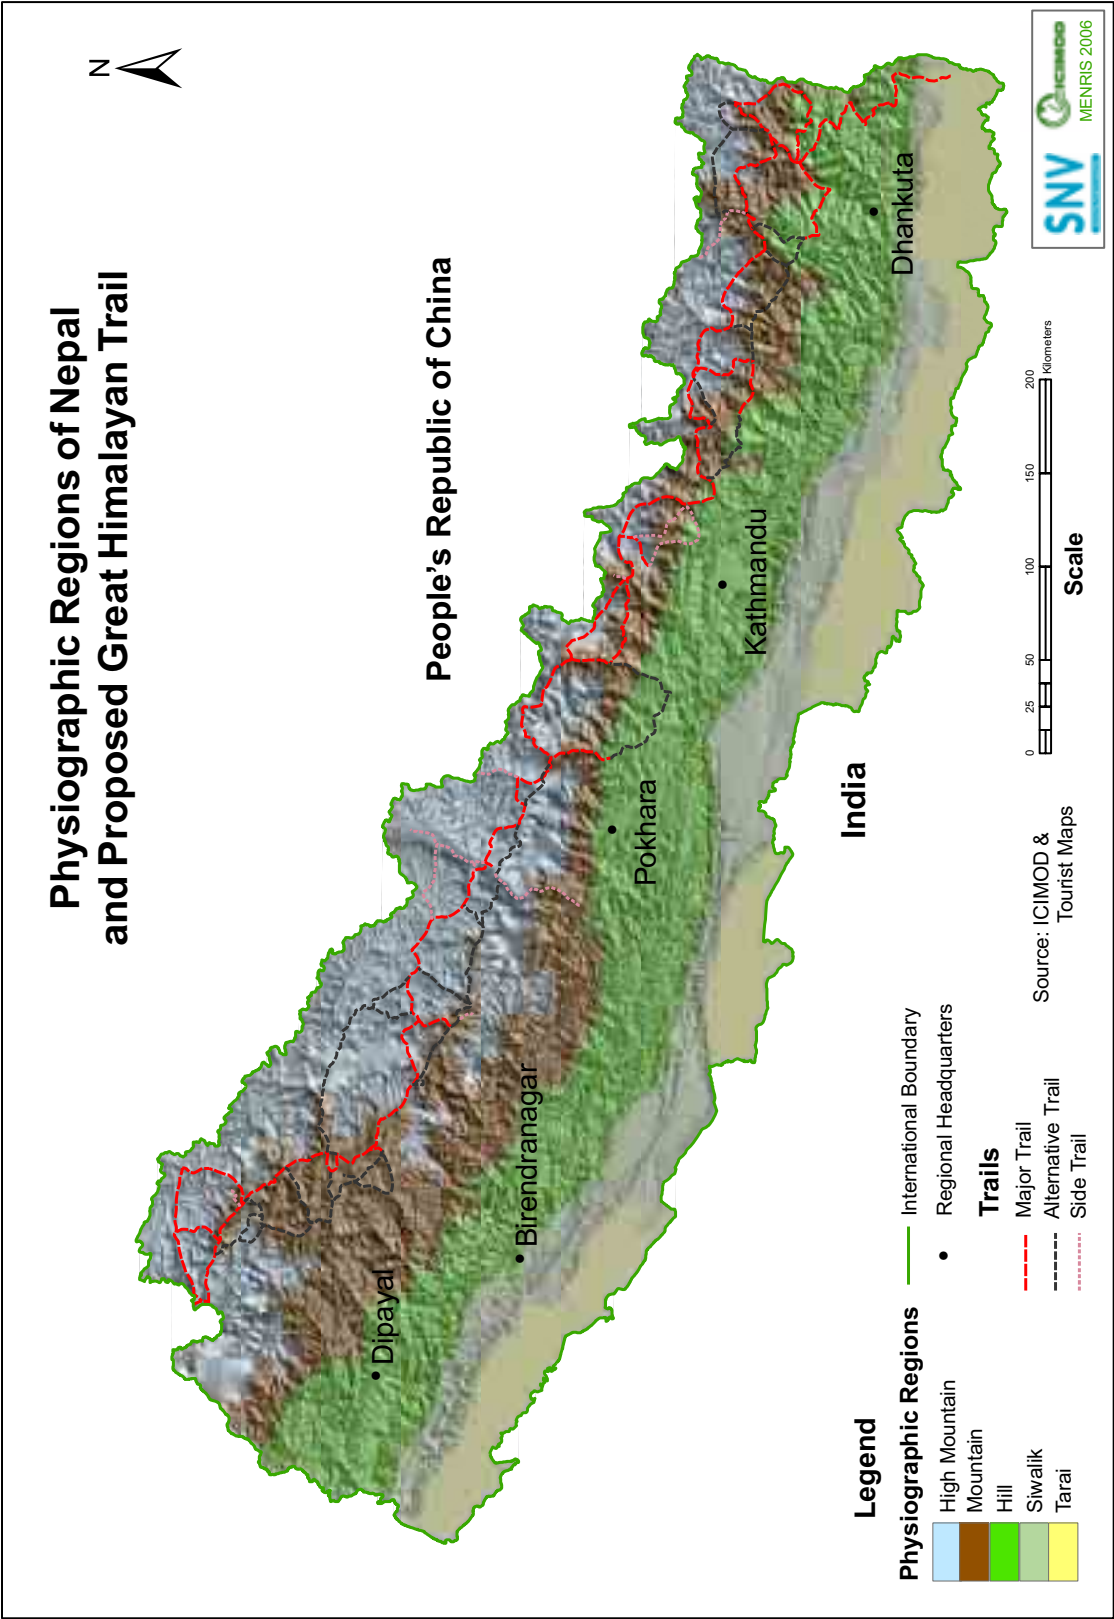 Physiographic Regions of Nepal
and Proposed Great Himalayan Trail
N
People's Republic of China
Dipayal
Birendranagar
Pokhara
Kathmandu
Dhankuta
India
Legend
Physiographic Regions
High Mountain
Mountain
Hill
Siwalik
Tarai
International Boundary
Regional Headquarters
Trails
Major Trail
Alternative Trail
Side Trail
Source: ICIMOD &
Tourist Maps
0 25 50 100 150 200
Kilometers
Scale
SNV
ICIMOD
MENRIS 2006